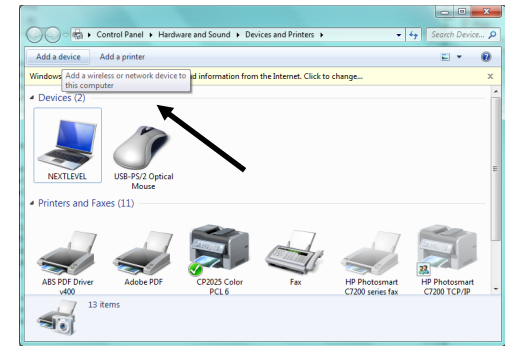 Control Panel ▸ Hardware and Sound ▸ Devices and Printers ▸
Search Device...
Add a device Add a printer
Windows d information from the Internet. Click to change...
Add a wireless or network device to
this computer
Devices (2)
NEXTLEVEL
USB-PS/2 Optical
Mouse
Printers and Faxes (11)
ABS PDF Driver
v400
Adobe PDF
CP2025 Color
PCL 6
Fax
HP Photosmart
C7200 series fax
HP Photosmart
C7200 TCP/IP
13 items